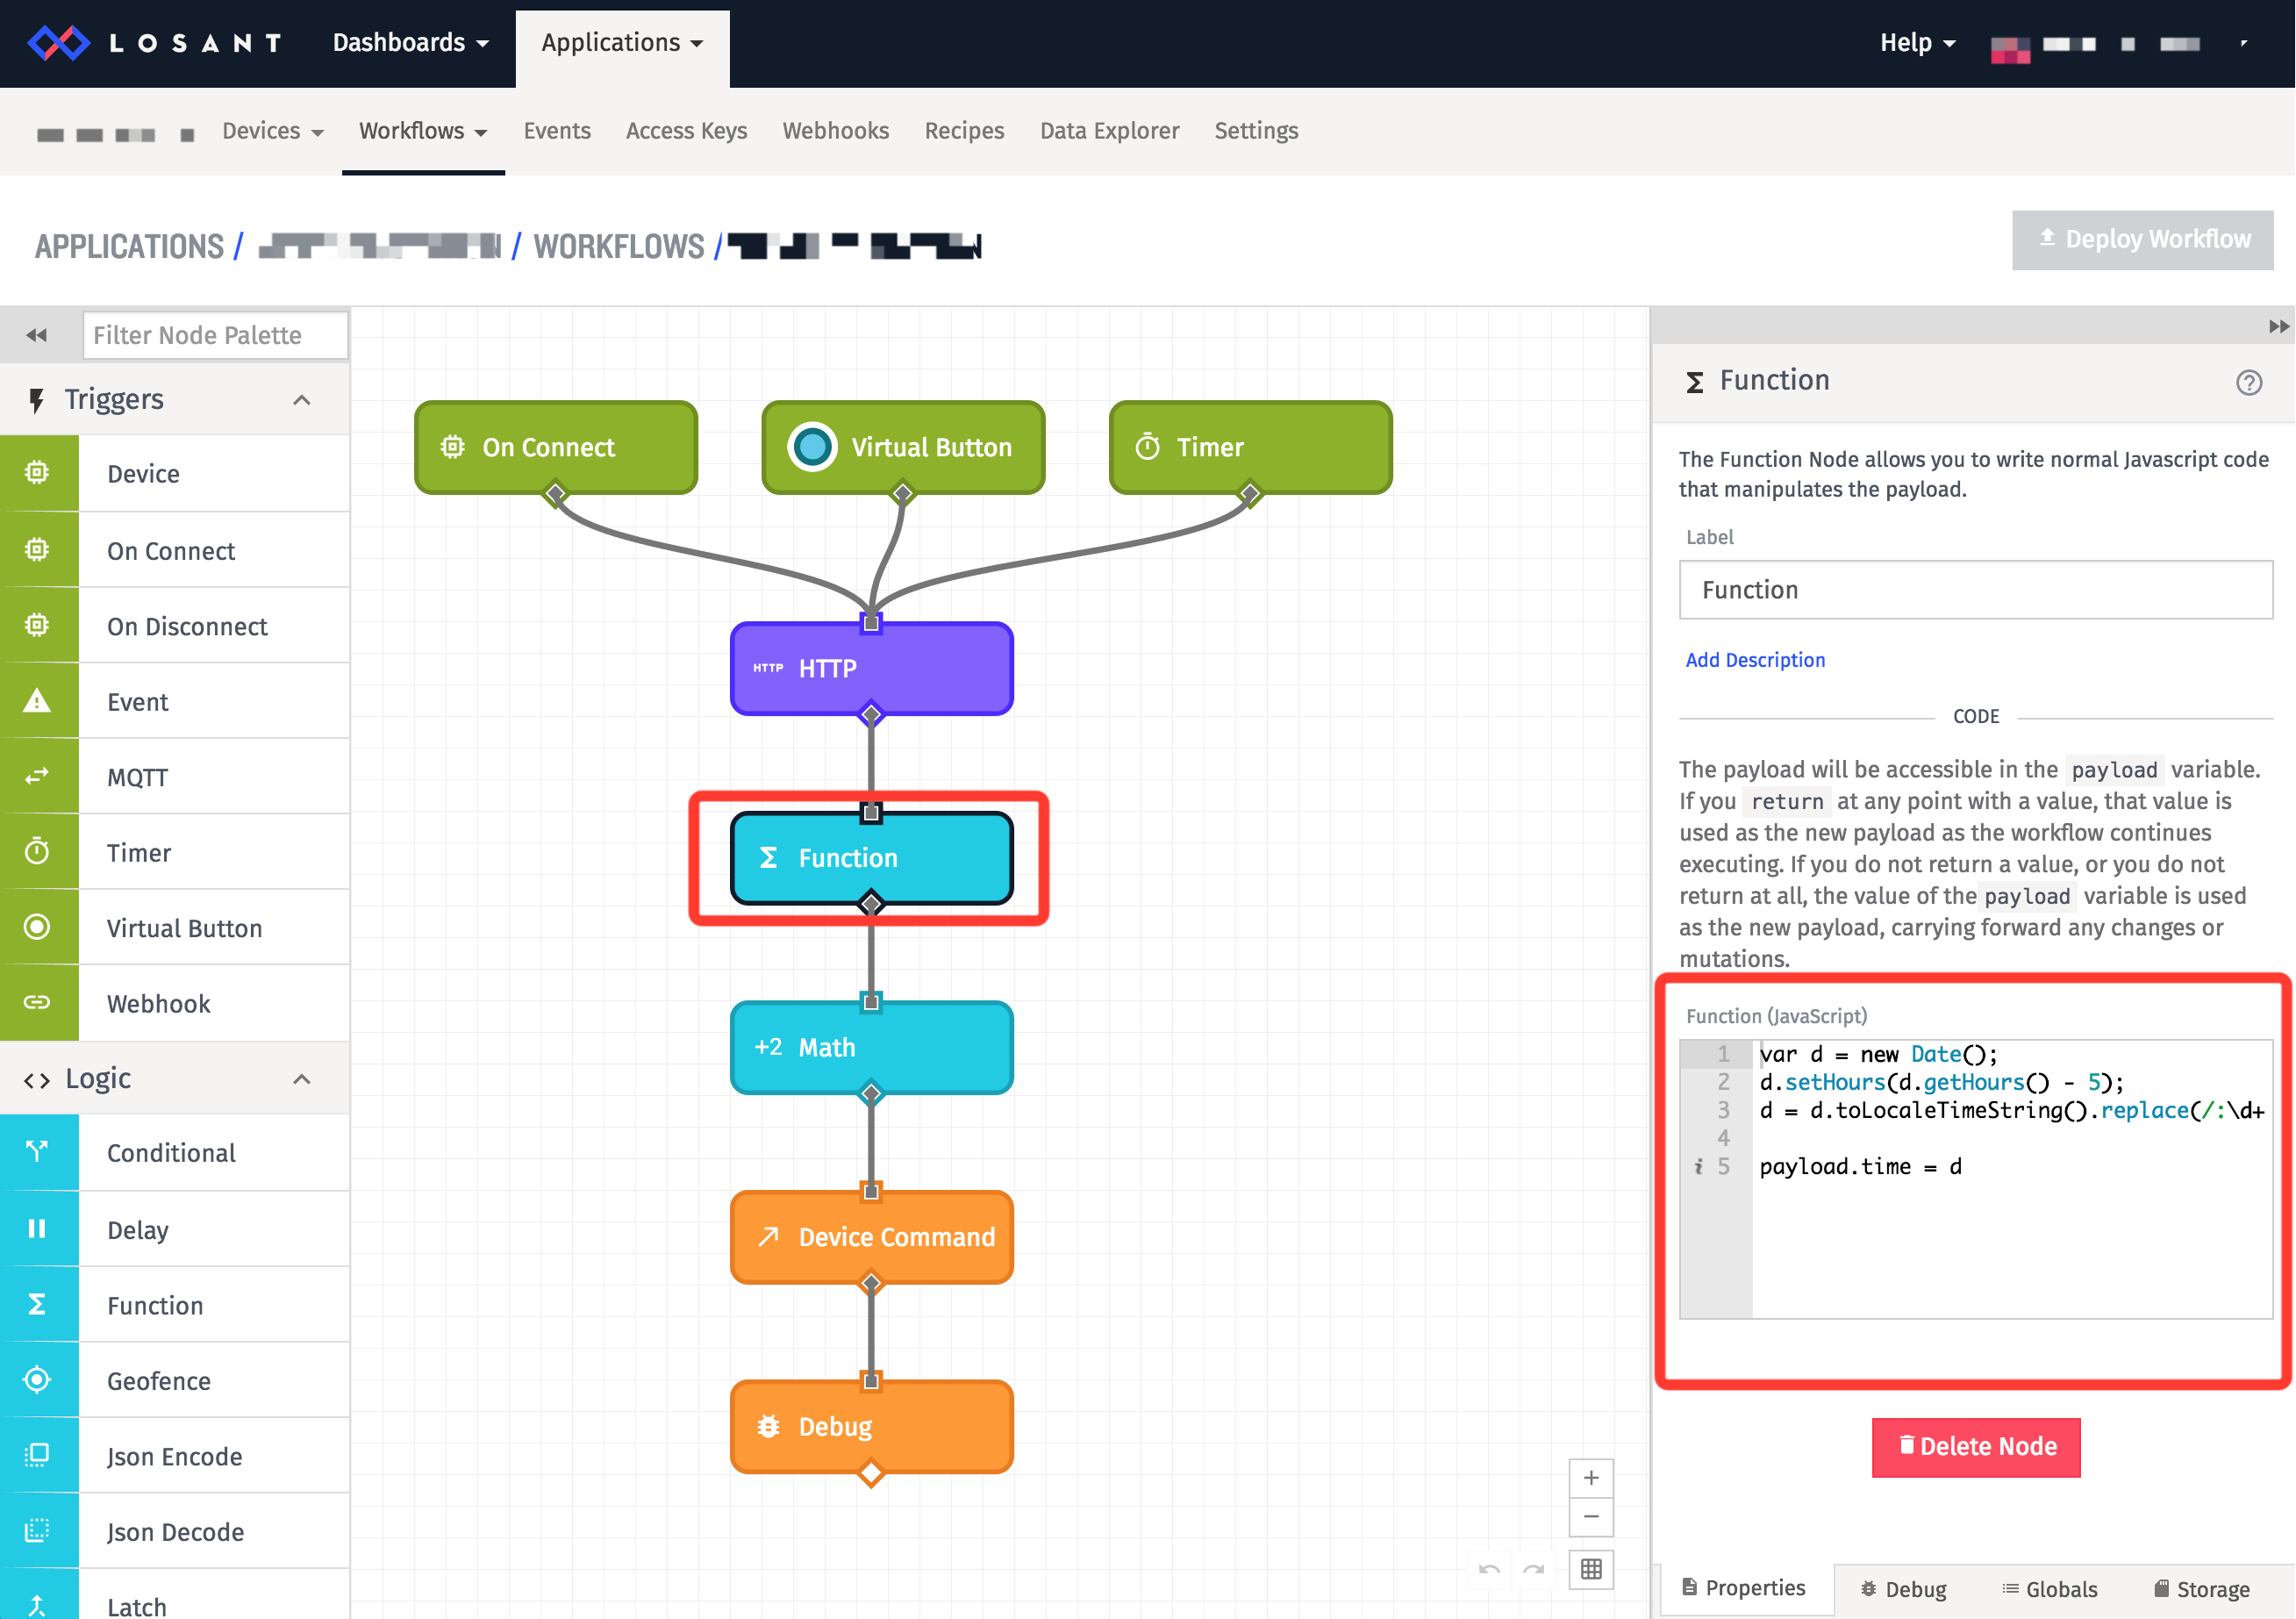 LOSANT Dashboards Applications Help
Devices Workflows Events Access Keys Webhooks Recipes Data Explorer Settings
APPLICATIONS / / WORKFLOWS /
Deploy Workflow
Filter Node Palette
Triggers
Device
On Connect
On Disconnect
Event
MQTT
Timer
Virtual Button
Webhook
Logic
Conditional
Delay
Function
Geofence
Json Encode
Json Decode
Latch
On Connect
Virtual Button
Timer
HTTP HTTP
Function
+2 Math
Device Command
Debug
+
−
Function
The Function Node allows you to write normal Javascript code
that manipulates the payload.
Label
Function
Add Description
CODE
The payload will be accessible in the payload variable.
If you return at any point with a value, that value is
used as the new payload as the workflow continues
executing. If you do not return a value, or you do not
return at all, the value of the payload variable is used
as the new payload, carrying forward any changes or
mutations.
Function (JavaScript)
1 var d = new Date();
2 d.setHours(d.getHours() - 5);
3 d = d.toLocaleTimeString().replace(/:\d+
4
i 5 payload.time = d
Delete Node
Properties Debug Globals Storage